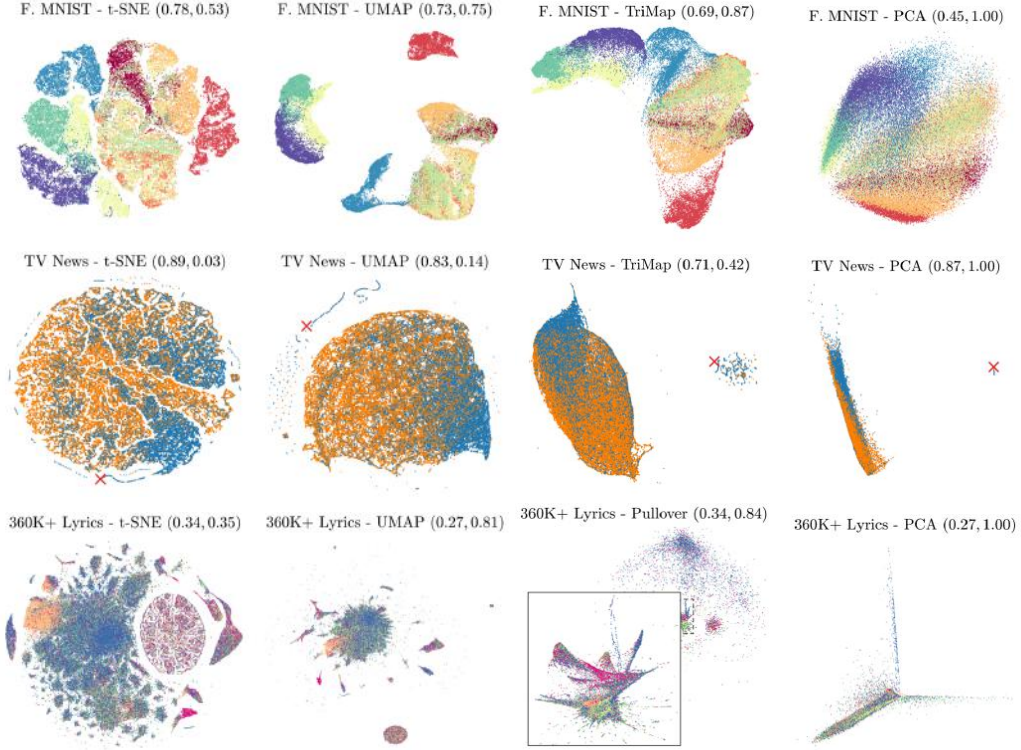 F. MNIST - t-SNE (0.78, 0.53)
F. MNIST - UMAP (0.73, 0.75)
F. MNIST - TriMap (0.69, 0.87)
F. MNIST - PCA (0.45, 1.00)
TV News - t-SNE (0.89, 0.03)
TV News - UMAP (0.83, 0.14)
TV News - TriMap (0.71, 0.42)
TV News - PCA (0.87, 1.00)
360K+ Lyrics - t-SNE (0.34, 0.35)
360K+ Lyrics - UMAP (0.27, 0.81)
360K+ Lyrics - Pullover (0.34, 0.84)
360K+ Lyrics - PCA (0.27, 1.00)